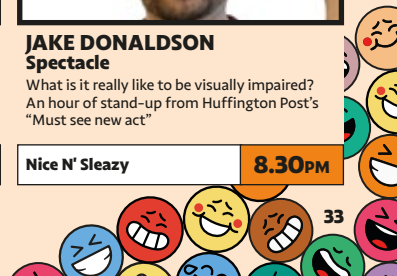 JAKE DONALDSON
Spectacle
What is it really like to be visually impaired?
An hour of stand-up from Huffington Post’s
“Must see new act”
Nice N' Sleazy
8.30PM
33